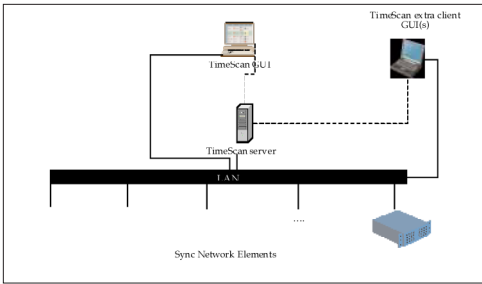 TimeScan extra client
GUI(s)
TimeScan GUI
TimeScan server
LAN
....
Sync Network Elements